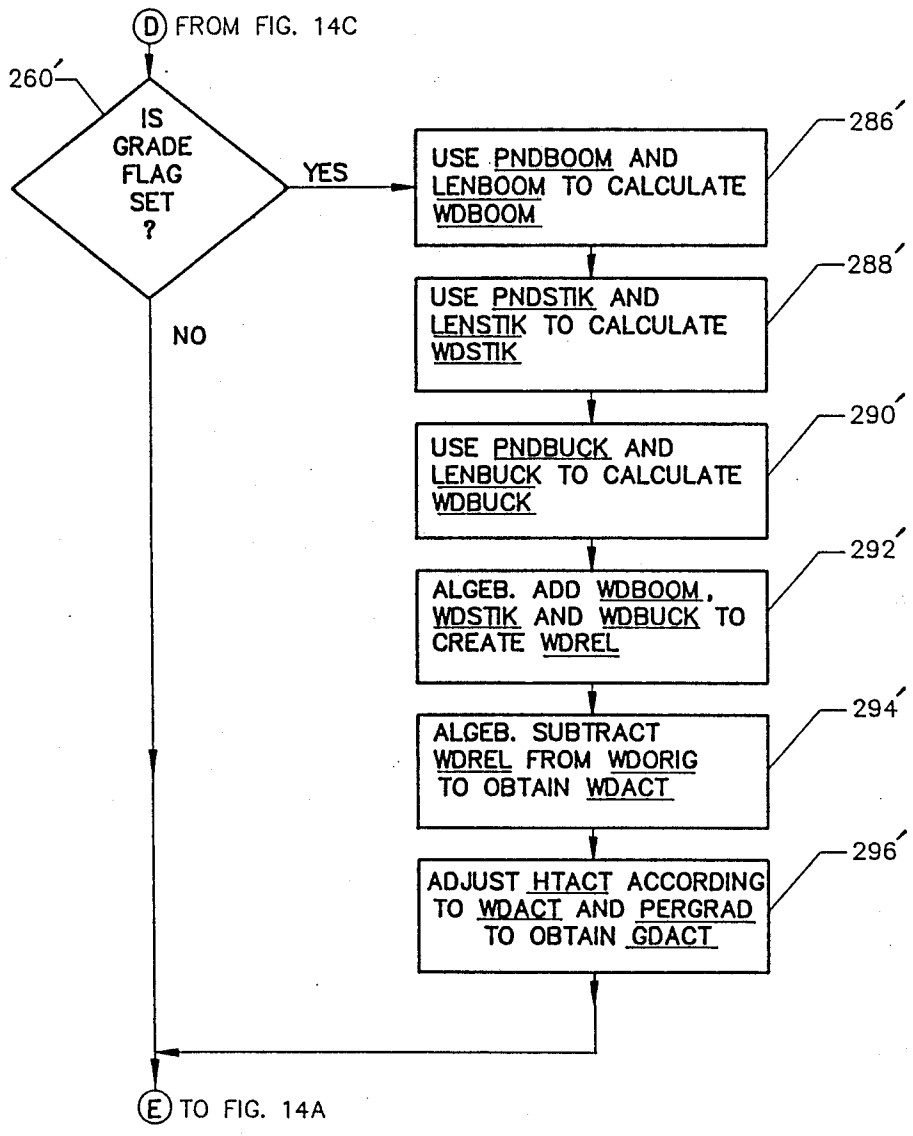 D FROM FIG. 14C
260′
IS
GRADE
FLAG
SET
?
YES
NO
286′
USE PNDBOOM AND
LENBOOM TO CALCULATE
WDBOOM
288′
USE PNDSTIK AND
LENSTIK TO CALCULATE
WDSTIK
290′
USE PNDBUCK AND
LENBUCK TO CALCULATE
WDBUCK
292′
ALGEB. ADD WDBOOM,
WDSTIK AND WDBUCK TO
CREATE WDREL
294′
ALGEB. SUBTRACT
WDREL FROM WDORIG
TO OBTAIN WDACT
296′
ADJUST HTACT ACCORDING
TO WDACT AND PERGRAD
TO OBTAIN GDACT
E TO FIG. 14A